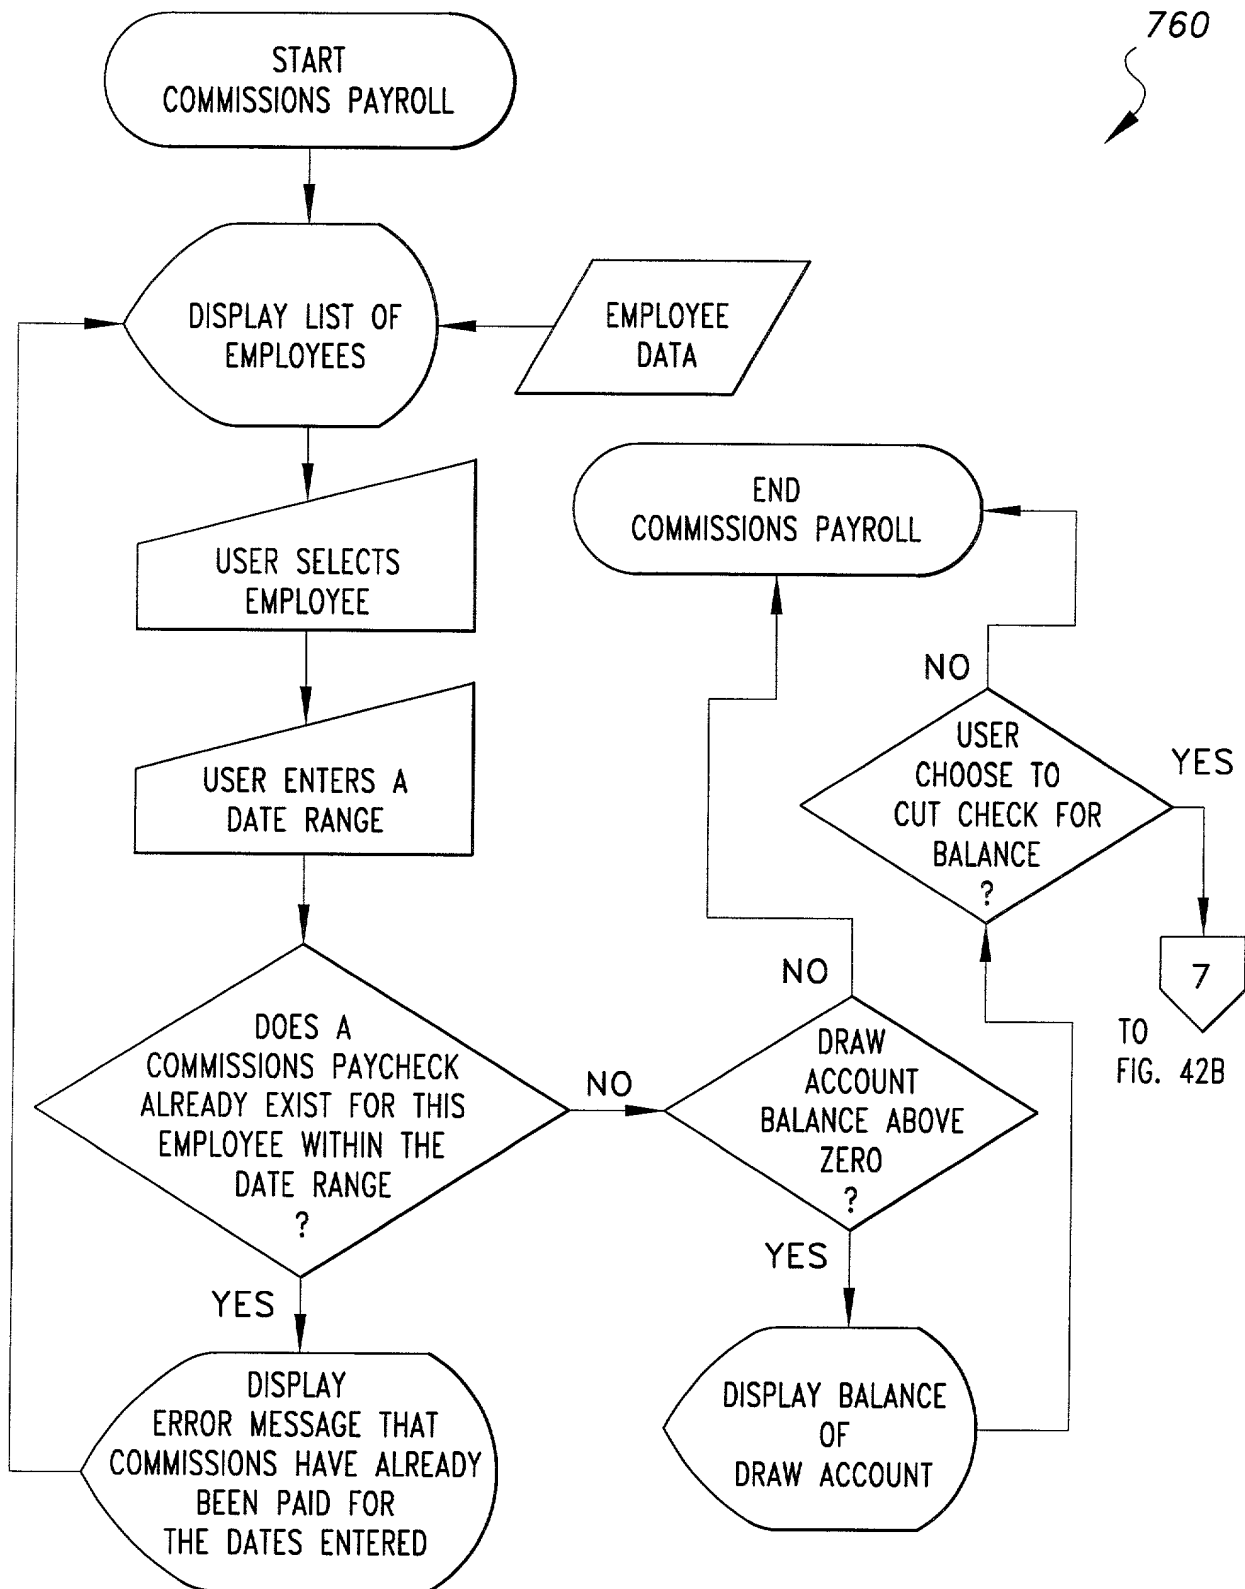 760
START
COMMISSIONS PAYROLL
DISPLAY LIST OF
EMPLOYEES
EMPLOYEE
DATA
USER SELECTS
EMPLOYEE
END
COMMISSIONS PAYROLL
USER ENTERS A
DATE RANGE
NO
USER
CHOOSE TO
CUT CHECK FOR
BALANCE
?
YES
7
TO
FIG. 42B
DOES A
COMMISSIONS PAYCHECK
ALREADY EXIST FOR THIS
EMPLOYEE WITHIN THE
DATE RANGE
?
NO
NO
DRAW
ACCOUNT
BALANCE ABOVE
ZERO
?
YES
YES
DISPLAY
ERROR MESSAGE THAT
COMMISSIONS HAVE ALREADY
BEEN PAID FOR
THE DATES ENTERED
DISPLAY BALANCE
OF
DRAW ACCOUNT